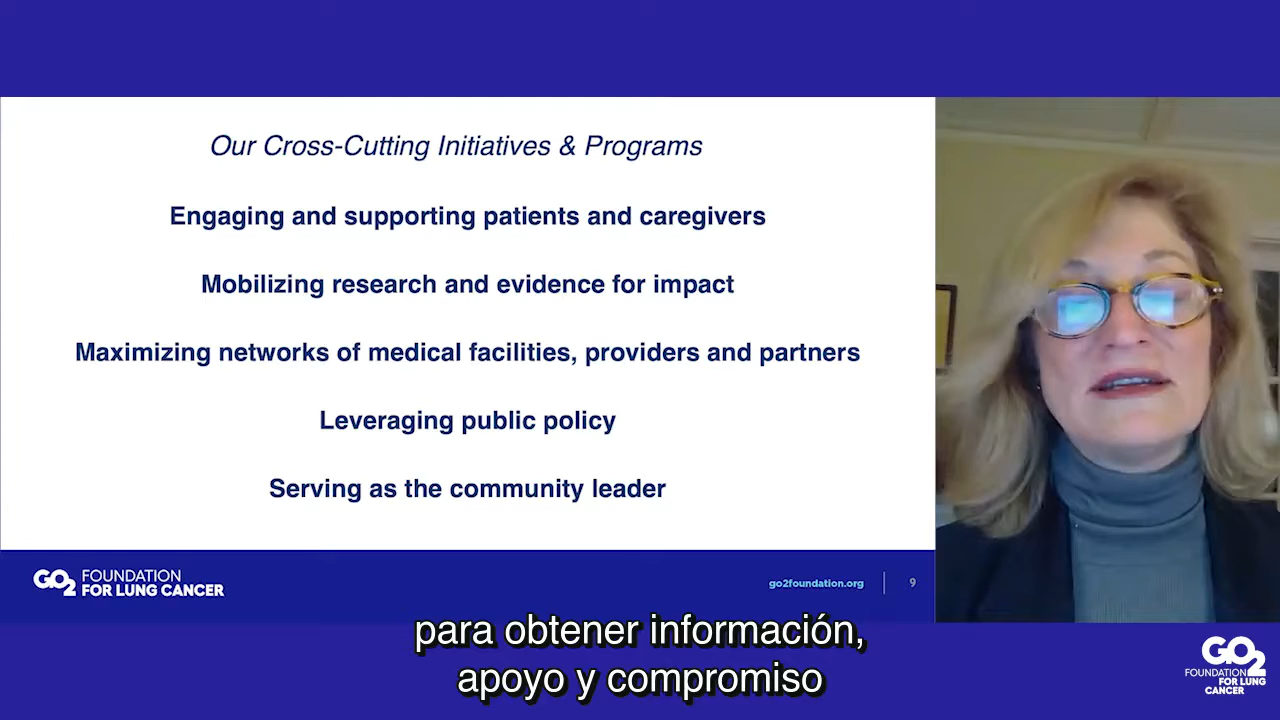 Our Cross-Cutting Initiatives & Programs
Engaging and supporting patients and caregivers
Mobilizing research and evidence for impact
Maximizing networks of medical facilities, providers and partners
Leveraging public policy
Serving as the community leader
GO2 FOUNDATION
FOR LUNG CANCER
go2foundation.org
9
para obtener información,
apoyo y compromiso
GO2
FOUNDATION
FOR LUNG
CANCER